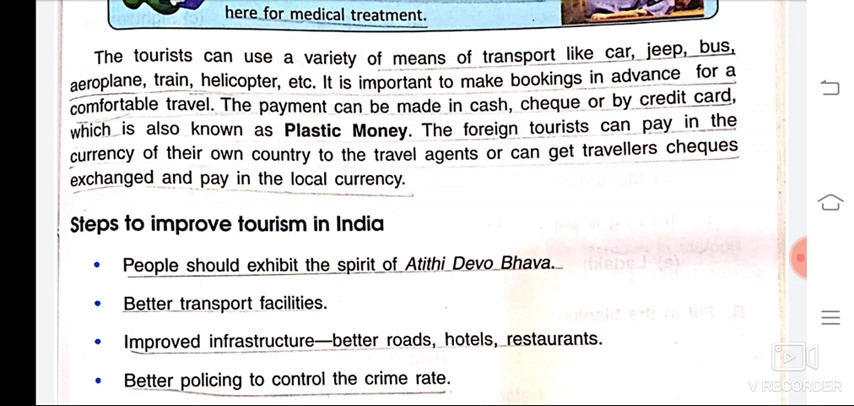 here for medical treatment.
The tourists can use a variety of means of transport like car, jeep, bus,
aeroplane, train, helicopter, etc. It is important to make bookings in advance for a
comfortable travel. The payment can be made in cash, cheque or by credit card,
which is also known as Plastic Money. The foreign tourists can pay in the
currency of their own country to the travel agents or can get travellers cheques
exchanged and pay in the local currency.
Steps to improve tourism in India
• People should exhibit the spirit of Atithi Devo Bhava.
• Better transport facilities.
• Improved infrastructure—better roads, hotels, restaurants.
• Better policing to control the crime rate.
V RECORDER